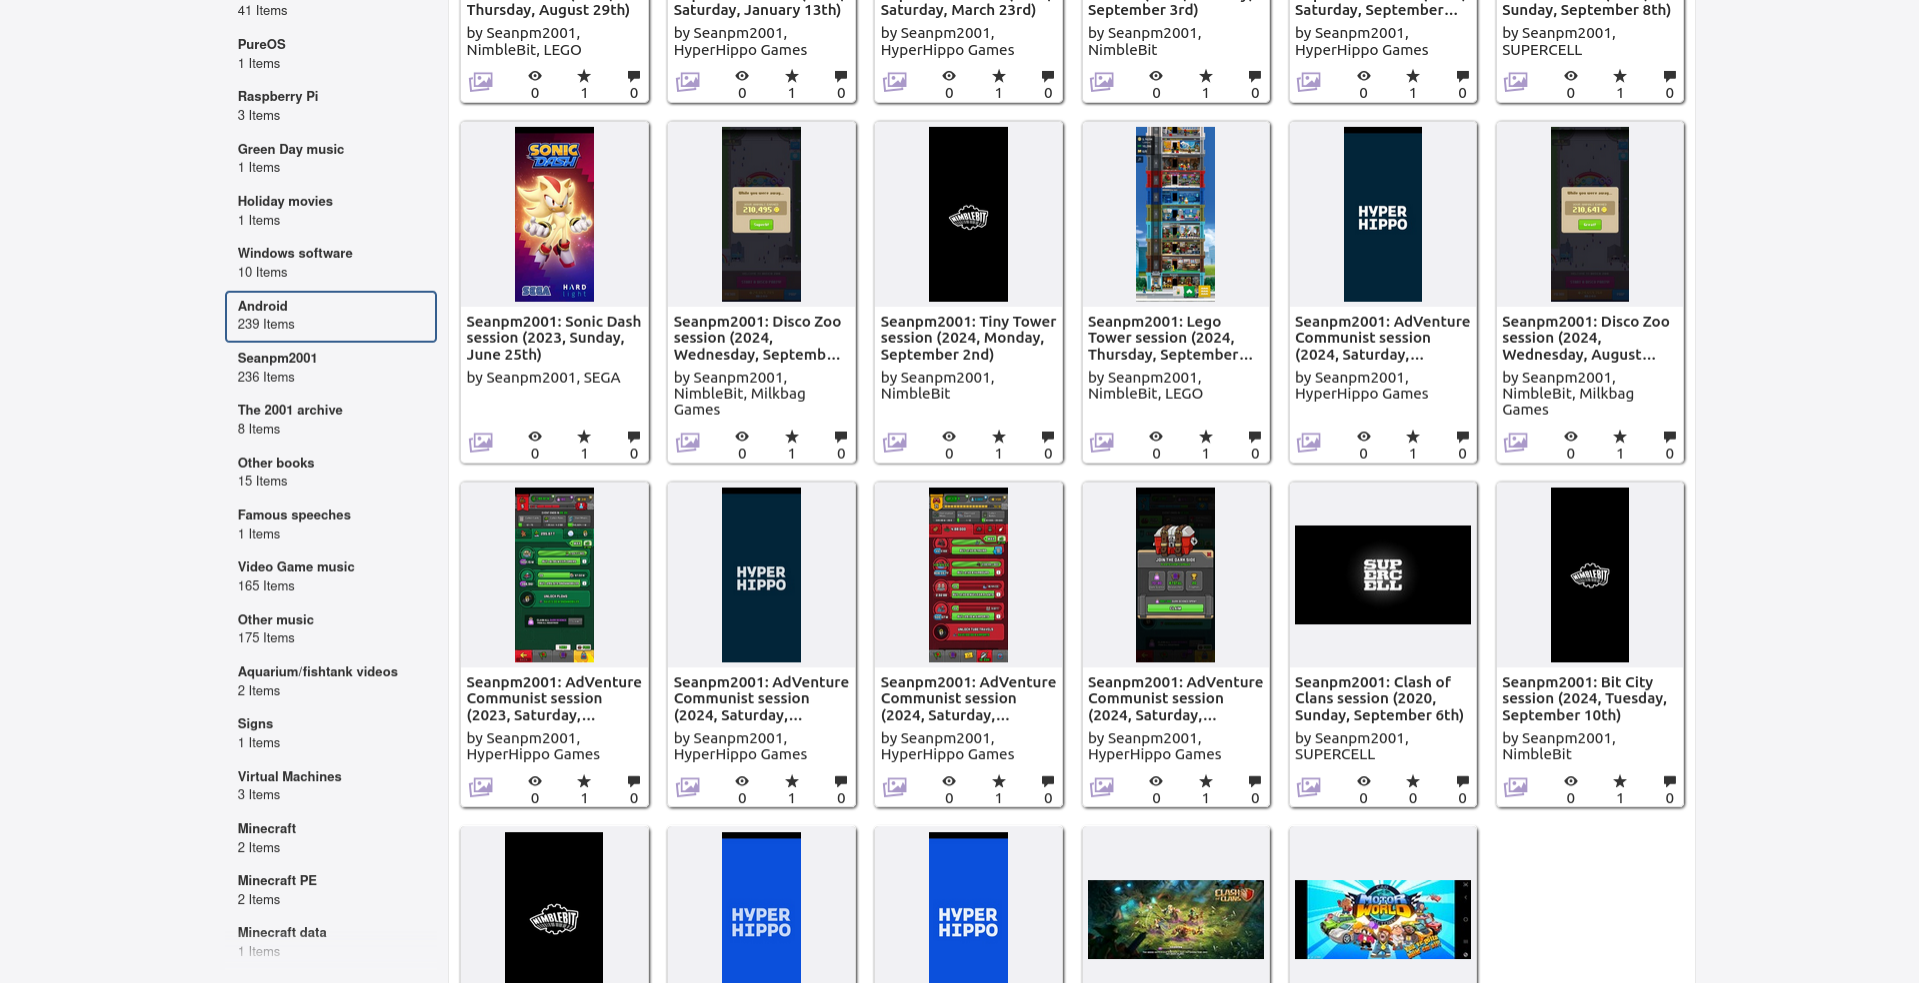 41 Items
PureOS
1 Items
Raspberry Pi
3 Items
Green Day music
1 Items
Holiday movies
1 Items
Windows software
10 Items
Android
239 Items
Seanpm2001
236 Items
The 2001 archive
8 Items
Other books
15 Items
Famous speeches
1 Items
Video Game music
165 Items
Other music
175 Items
Aquarium/fishtank videos
2 Items
Signs
1 Items
Virtual Machines
3 Items
Minecraft
2 Items
Minecraft PE
2 Items
Minecraft data
1 Items
Thursday, August 29th)
by Seanpm2001,
NimbleBit, LEGO
0 1 0
Saturday, January 13th)
by Seanpm2001,
HyperHippo Games
0 1 0
Saturday, March 23rd)
by Seanpm2001,
HyperHippo Games
0 1 0
September 3rd)
by Seanpm2001,
NimbleBit
0 1 0
Saturday, September...
by Seanpm2001,
HyperHippo Games
0 1 0
Sunday, September 8th)
by Seanpm2001,
SUPERCELL
0 1 0
SONIC
DASH
SEGA HARD
light
Seanpm2001: Sonic Dash
session (2023, Sunday,
June 25th)
by Seanpm2001, SEGA
0 1 0
While you were away...
210,495
Seanpm2001: Disco Zoo
session (2024,
Wednesday, Septemb...
by Seanpm2001,
NimbleBit, Milkbag
Games
0 1 0
NIMBLEBIT
Seanpm2001: Tiny Tower
session (2024, Monday,
September 2nd)
by Seanpm2001,
NimbleBit
0 1 0
Seanpm2001: Lego
Tower session (2024,
Thursday, September...
by Seanpm2001,
NimbleBit, LEGO
0 1 0
HYPER
HIPPO
Seanpm2001: AdVenture
Communist session
(2024, Saturday,...
by Seanpm2001,
HyperHippo Games
0 1 0
While you were away...
210,641
Seanpm2001: Disco Zoo
session (2024,
Wednesday, August...
by Seanpm2001,
NimbleBit, Milkbag
Games
0 1 0
Seanpm2001: AdVenture
Communist session
(2023, Saturday,...
by Seanpm2001,
HyperHippo Games
0 1 0
HYPER
HIPPO
Seanpm2001: AdVenture
Communist session
(2024, Saturday,...
by Seanpm2001,
HyperHippo Games
0 1 0
Seanpm2001: AdVenture
Communist session
(2024, Saturday,...
by Seanpm2001,
HyperHippo Games
0 1 0
JOIN THE DARK SIDE
Seanpm2001: AdVenture
Communist session
(2024, Saturday,...
by Seanpm2001,
HyperHippo Games
0 1 0
SUP
ERC
ELL
Seanpm2001: Clash of
Clans session (2020,
Sunday, September 6th)
by Seanpm2001,
SUPERCELL
0 0 0
NIMBLEBIT
Seanpm2001: Bit City
session (2024, Tuesday,
September 10th)
by Seanpm2001,
NimbleBit
0 1 0
NIMBLEBIT
HYPER
HIPPO
HYPER
HIPPO
CLASH
OF CLANS
MOTOR
WORLD